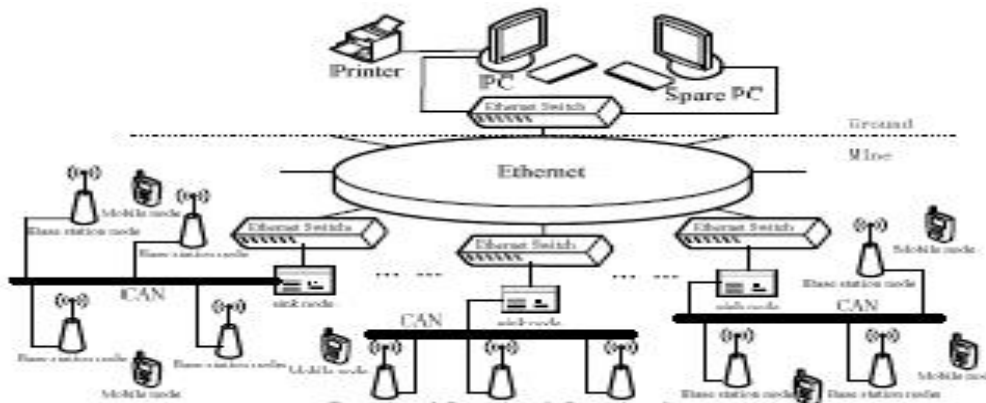 Printer
PC
Spare PC
Ethernet Switch
Ground
Mine
Ethernet
Mobile node
Base station node
Ethernet Switch
Base station node
Ethernet Switch
Ethernet Switch
Mobile node
Base station node
CAN
sink node
... ...
sink node
... ...
sink node
CAN
CAN
Base station node
Base station node
Mobile node
Mobile node
Base station node
Base station node
Mobile
Mobile node